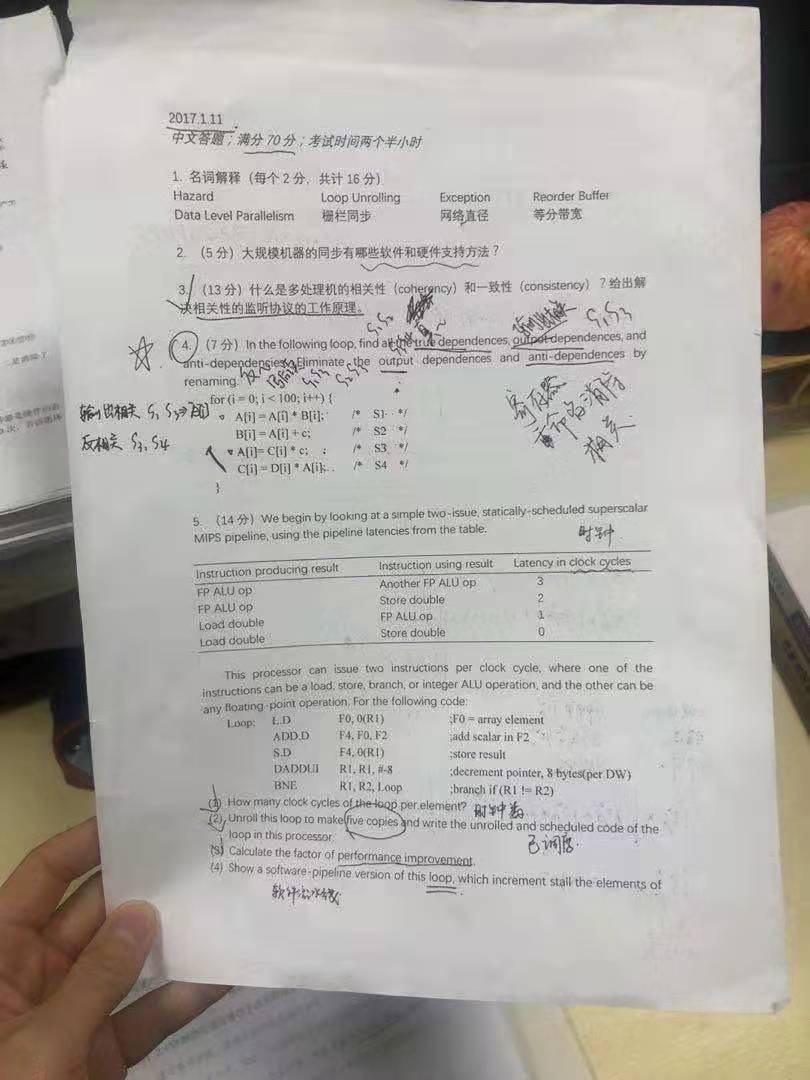 2017.1.11
中文答题；满分70分；考试时间两个半小时
1. 名词解释（每个2分，共计16分）
Hazard Loop Unrolling Exception Reorder Buffer
Data Level Parallelism 栅栏同步 网络直径 等分带宽
2. （5分）大规模机器的同步有哪些软件和硬件支持方法？
3. （13分）什么是多处理机的相关性（coherency）和一致性（consistency）？给出解
决相关性的监听协议的工作原理。
S1, S2
输出相关 S1, S3
4. （7分）In the following loop, find all the true dependences, output dependences, and
anti-dependencies. Eliminate the output dependences and anti-dependences by
renaming.
寄存器
重命名消除
相关
for (i = 0; i < 100; i++) {
输出相关 S1, S3 → A[i]
A[i] = A[i] * B[i]; /* S1 */
B[i] = A[i] + c; /* S2 */
反相关 S3, S4
A[i]= C[i] * c; /* S3 */
C[i] = D[i] * A[i]; /* S4 */
}
5. （14分）We begin by looking at a simple two-issue, statically-scheduled superscalar
MIPS pipeline, using the pipeline latencies from the table.
时钟
Instruction producing result Instruction using result Latency in clock cycles
FP ALU op Another FP ALU op 3
FP ALU op Store double 2
Load double FP ALU op 1
Load double Store double 0
This processor can issue two instructions per clock cycle, where one of the
instructions can be a load, store, branch, or integer ALU operation, and the other can be
any floating-point operation. For the following code:
Loop: L.D F0, 0(R1) ;F0 = array element
ADD.D F4, F0, F2 ;add scalar in F2
S.D F4, 0(R1) ;store result
DADDUI R1, R1, #-8 ;decrement pointer, 8 bytes(per DW)
BNE R1, R2, Loop ;branch if (R1 != R2)
(1) How many clock cycles of the loop per element? 时钟数
(2) Unroll this loop to make five copies and write the unrolled and scheduled code of the
loop in this processor.
已调度.
(3) Calculate the factor of performance improvement.
(4) Show a software-pipeline version of this loop, which increment stall the elements of
软件流水线